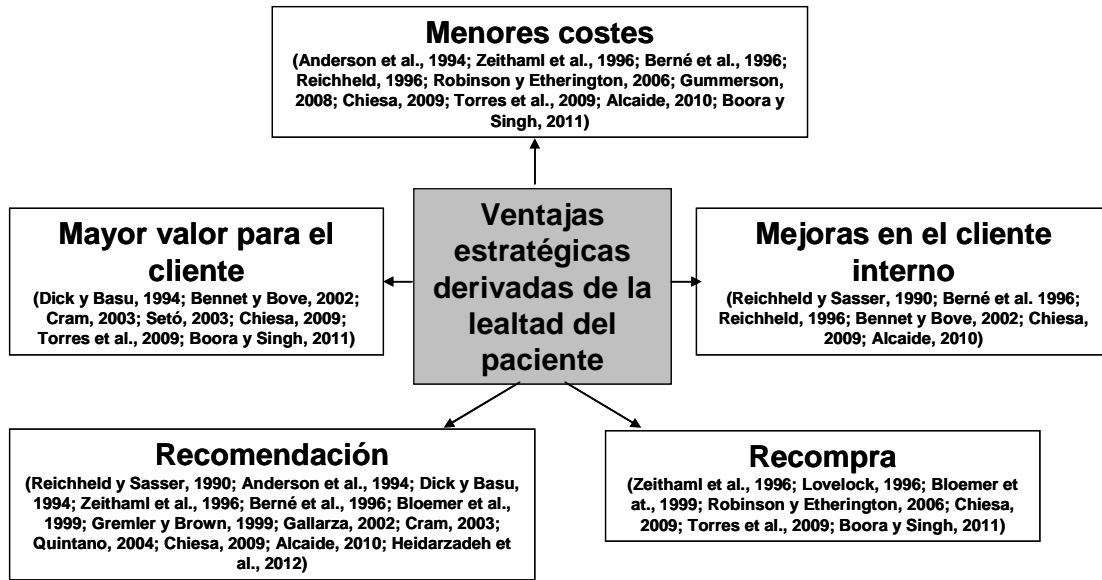 Menores costes
(Anderson et al., 1994; Zeithaml et al., 1996; Berné et al., 1996;
Reichheld, 1996; Robinson y Etherington, 2006; Gummerson,
2008; Chiesa, 2009; Torres et al., 2009; Alcaide, 2010; Boora y
Singh, 2011)
Mayor valor para el
cliente
(Dick y Basu, 1994; Bennet y Bove, 2002;
Cram, 2003; Setó, 2003; Chiesa, 2009;
Torres et al., 2009; Boora y Singh, 2011)
Ventajas
estratégicas
derivadas de la
lealtad del
paciente
Mejoras en el cliente
interno
(Reichheld y Sasser, 1990; Berné et al. 1996;
Reichheld, 1996; Bennet y Bove, 2002; Chiesa,
2009; Alcaide, 2010)
Recomendación
(Reichheld y Sasser, 1990; Anderson et al., 1994; Dick y Basu,
1994; Zeithaml et al., 1996; Berné et al., 1996; Bloemer et al.,
1999; Gremler y Brown, 1999; Gallarza, 2002; Cram, 2003;
Quintano, 2004; Chiesa, 2009; Alcaide, 2010; Heidarzadeh et
al., 2012)
Recompra
(Zeithaml et al., 1996; Lovelock, 1996; Bloemer et
at., 1999; Robinson y Etherington, 2006; Chiesa,
2009; Torres et al., 2009; Boora y Singh, 2011)